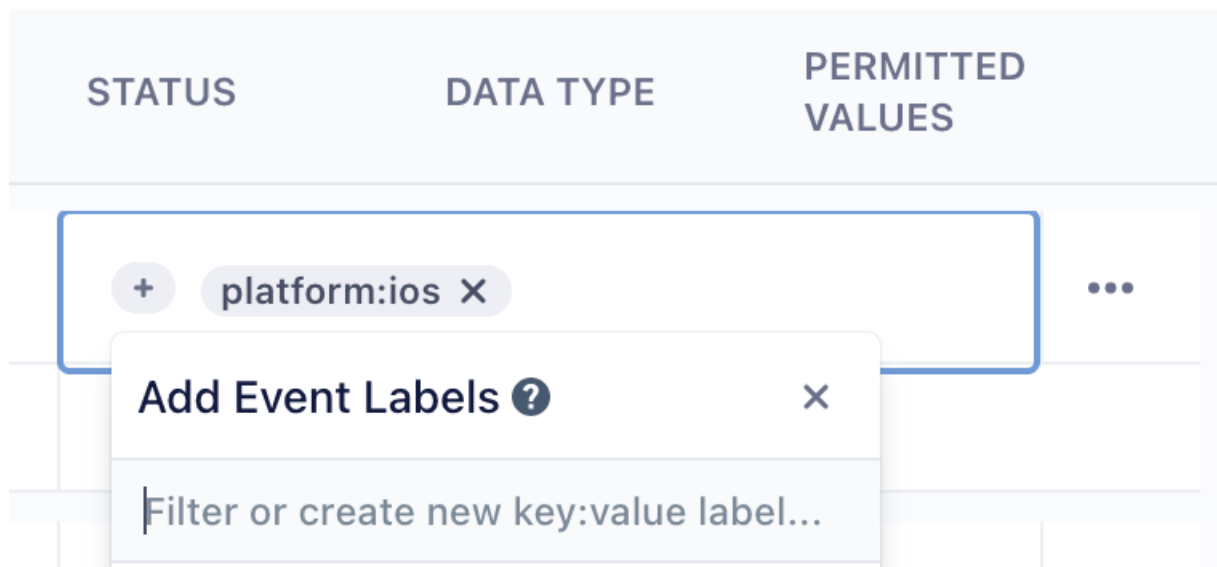 STATUS DATA TYPE PERMITTED VALUES
+ platform:ios ✕ •••
Add Event Labels ? ✕
Filter or create new key:value label...